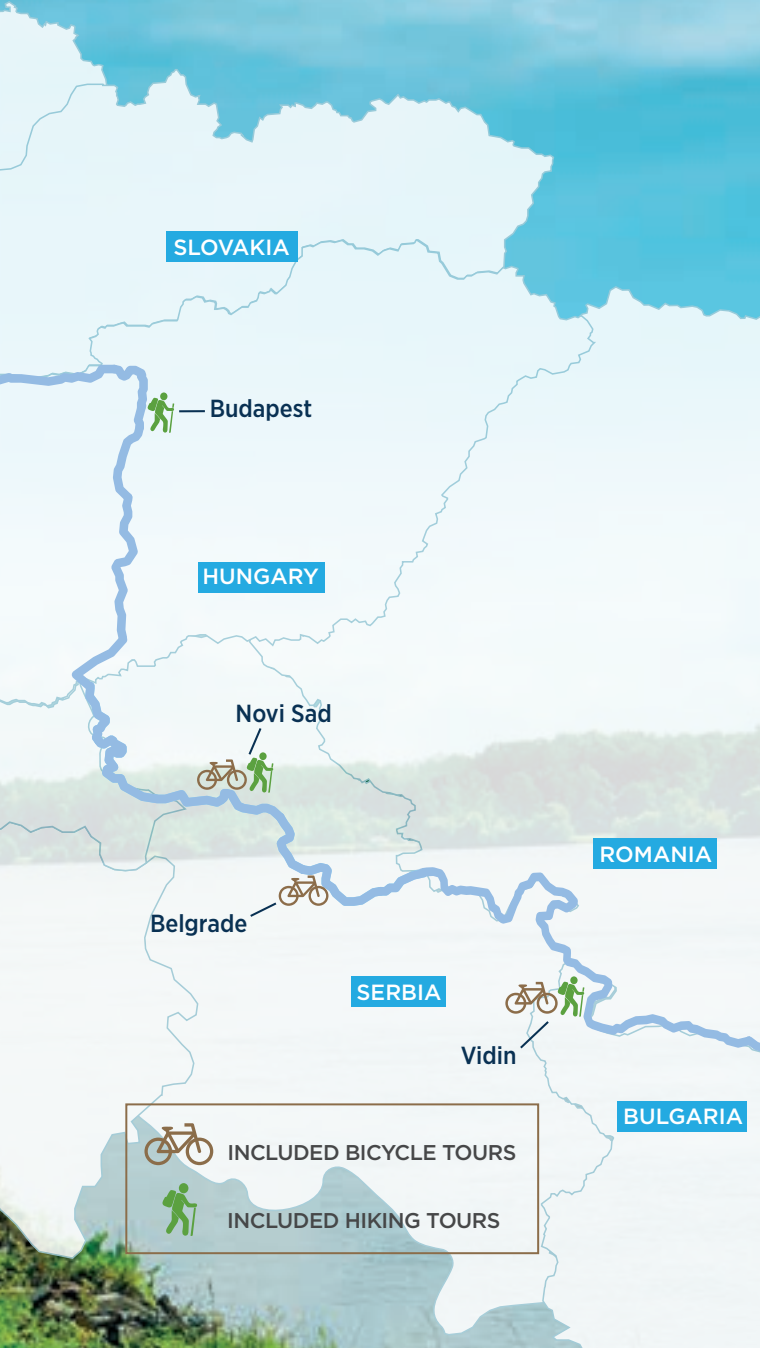 SLOVAKIA
Budapest
HUNGARY
Novi Sad
ROMANIA
Belgrade
SERBIA
Vidin
BULGARIA
INCLUDED BICYCLE TOURS
INCLUDED HIKING TOURS